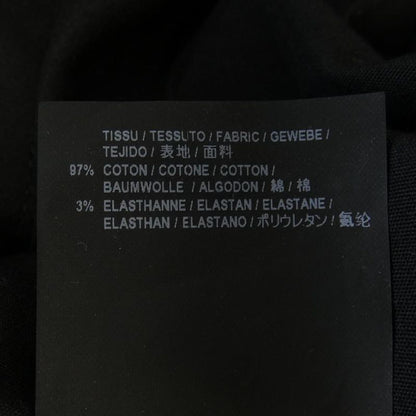 TISSU / TESSUTO / FABRIC / GEWEBE /
TEJIDO / 表地 / 面料
97% COTON / COTONE / COTTON /
BAUMWOLLE / ALGODON / 綿 / 棉
3% ELASTHANNE / ELASTAN / ELASTANE /
ELASTHAN / ELASTANO / ポリウレタン / 氨纶